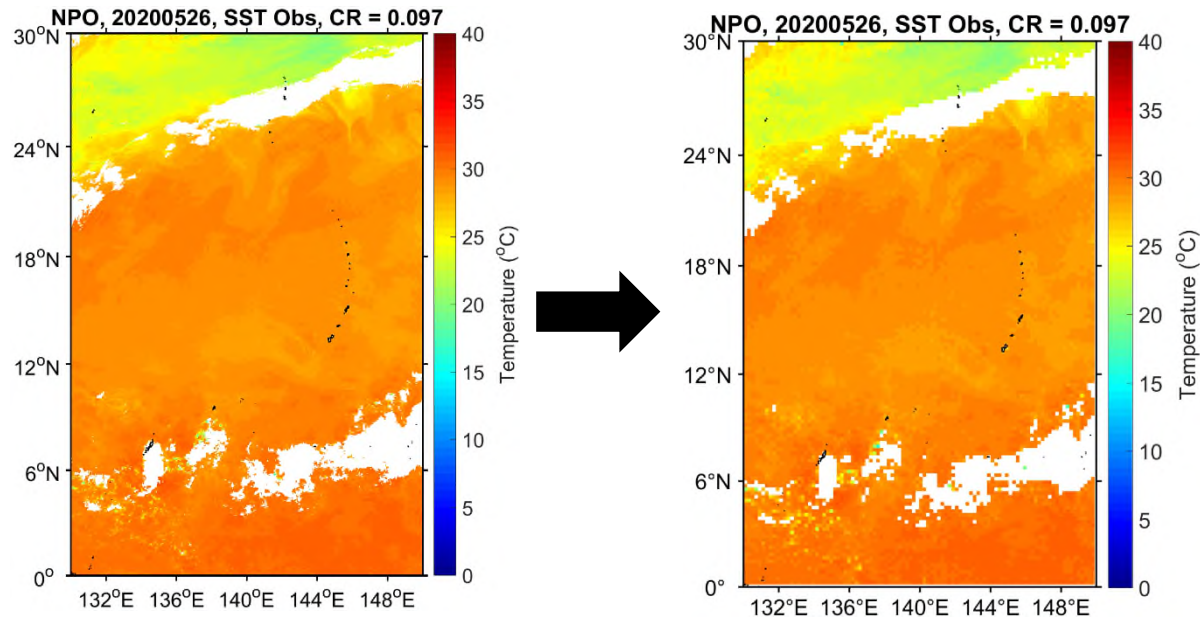 NPO, 20200526, SST Obs, CR = 0.097
30°N
24°N
18°N
12°N
6°N
0°
132°E 136°E 140°E 144°E 148°E
40
35
30
25
20
15
10
5
0
Temperature (°C)
NPO, 20200526, SST Obs, CR = 0.097
30°N
24°N
18°N
12°N
6°N
0°
132°E 136°E 140°E 144°E 148°E
40
35
30
25
20
15
10
5
0
Temperature (°C)